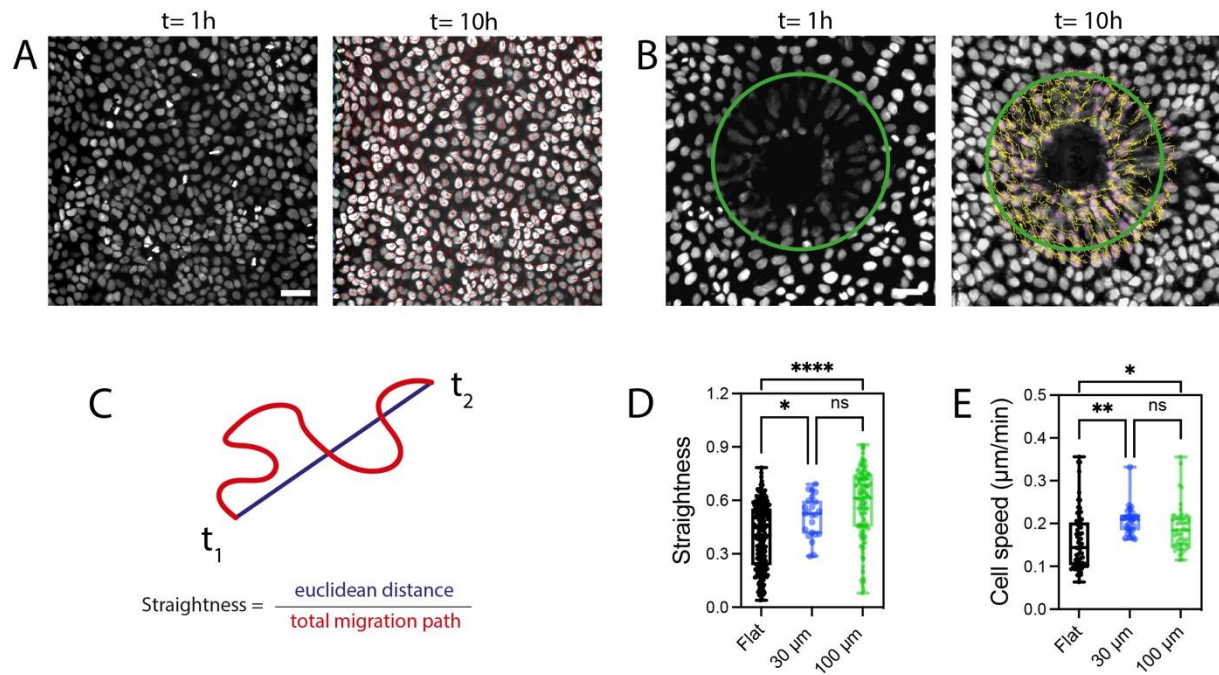 t= 1h
t= 10h
t= 1h
t= 10h
A
B
C
t1
t2
Straightness =
euclidean distance
total migration path
D
Straightness
1.2
0.9
0.6
0.3
0.0
****
*
ns
Flat
30 µm
100 µm
E
Cell speed (µm/min)
0.5
0.4
0.3
0.2
0.1
0.0
*
**
ns
Flat
30 µm
100 µm